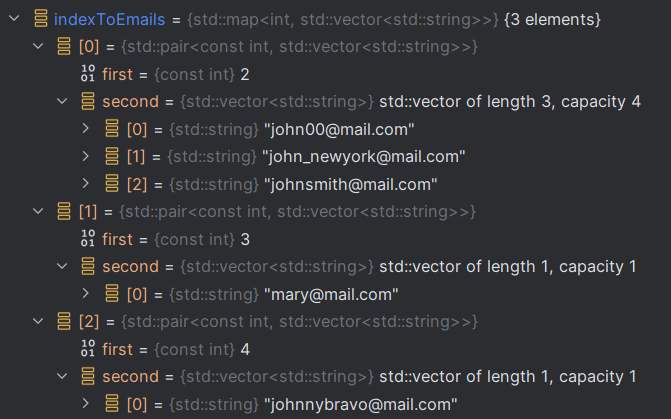 indexToEmails = {std::map<int, std::vector<std::string>>} {3 elements}
[0] = {std::pair<const int, std::vector<std::string>>}
10 01 first = {const int} 2
second = {std::vector<std::string>} std::vector of length 3, capacity 4
[0] = {std::string} "john00@mail.com"
[1] = {std::string} "john_newyork@mail.com"
[2] = {std::string} "johnsmith@mail.com"
[1] = {std::pair<const int, std::vector<std::string>>}
10 01 first = {const int} 3
second = {std::vector<std::string>} std::vector of length 1, capacity 1
[0] = {std::string} "mary@mail.com"
[2] = {std::pair<const int, std::vector<std::string>>}
10 01 first = {const int} 4
second = {std::vector<std::string>} std::vector of length 1, capacity 1
[0] = {std::string} "johnnybravo@mail.com"